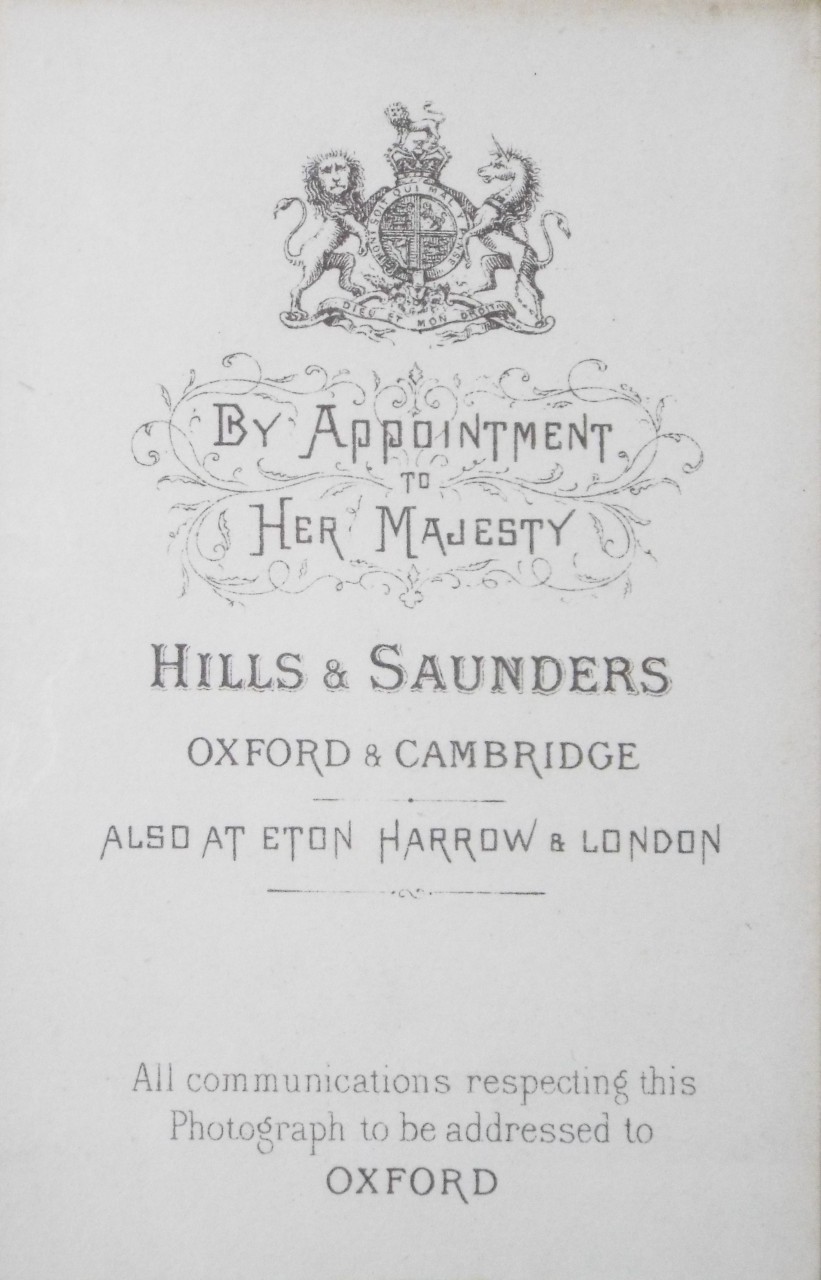 HONI SOIT QUI MAL Y PENSE
DIEU ET MON DROIT
BY APPOINTMENT
TO
HER MAJESTY
HILLS & SAUNDERS
OXFORD & CAMBRIDGE
ALSO AT ETON HARROW & LONDON
All communications respecting this
Photograph to be addressed to
OXFORD